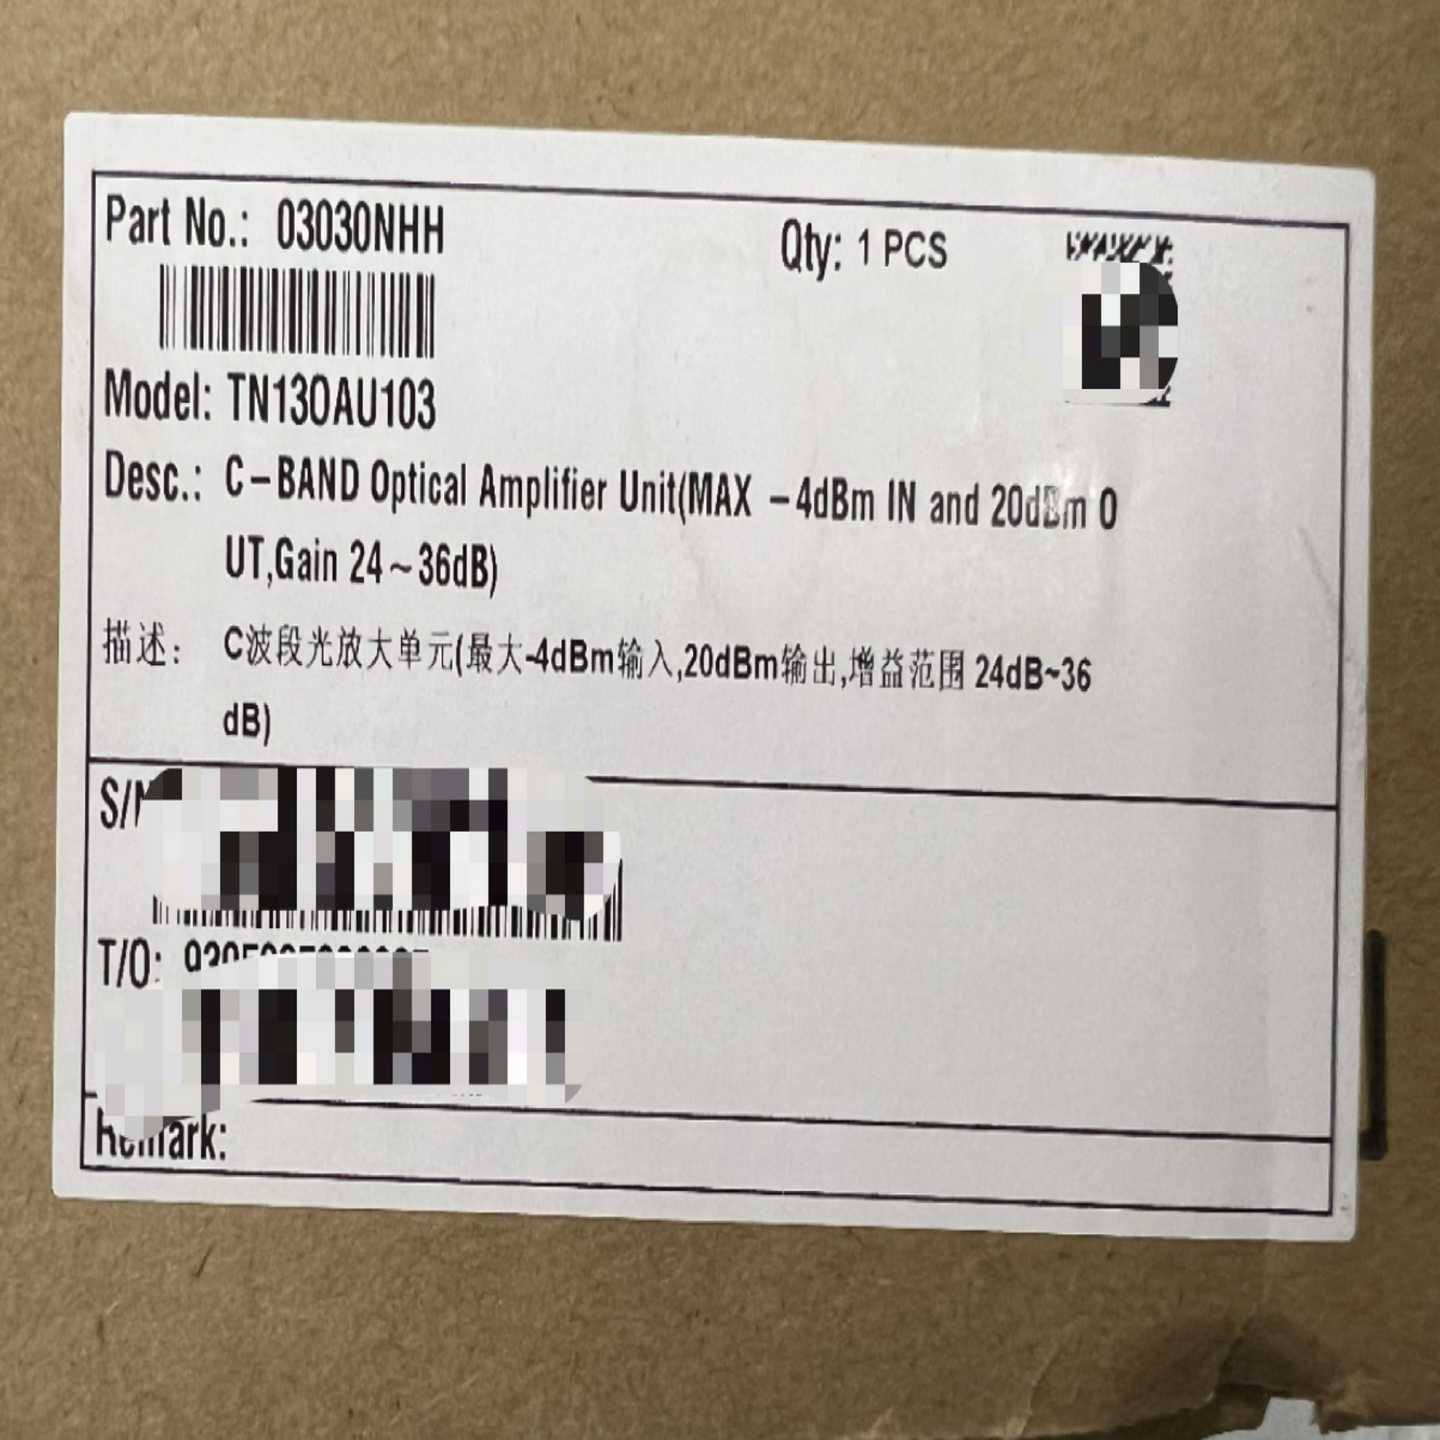 Part No.: 03030NHH
Qty: 1 PCS
Model: TN13OAU103
Desc.: C-BAND Optical Amplifier Unit(MAX -4dBm IN and 20dBm O
UT,Gain 24~36dB)
描述: C波段光放大单元(最大-4dBm输入,20dBm输出,增益范围 24dB~36
dB)
S/N
T/O:
Remark: